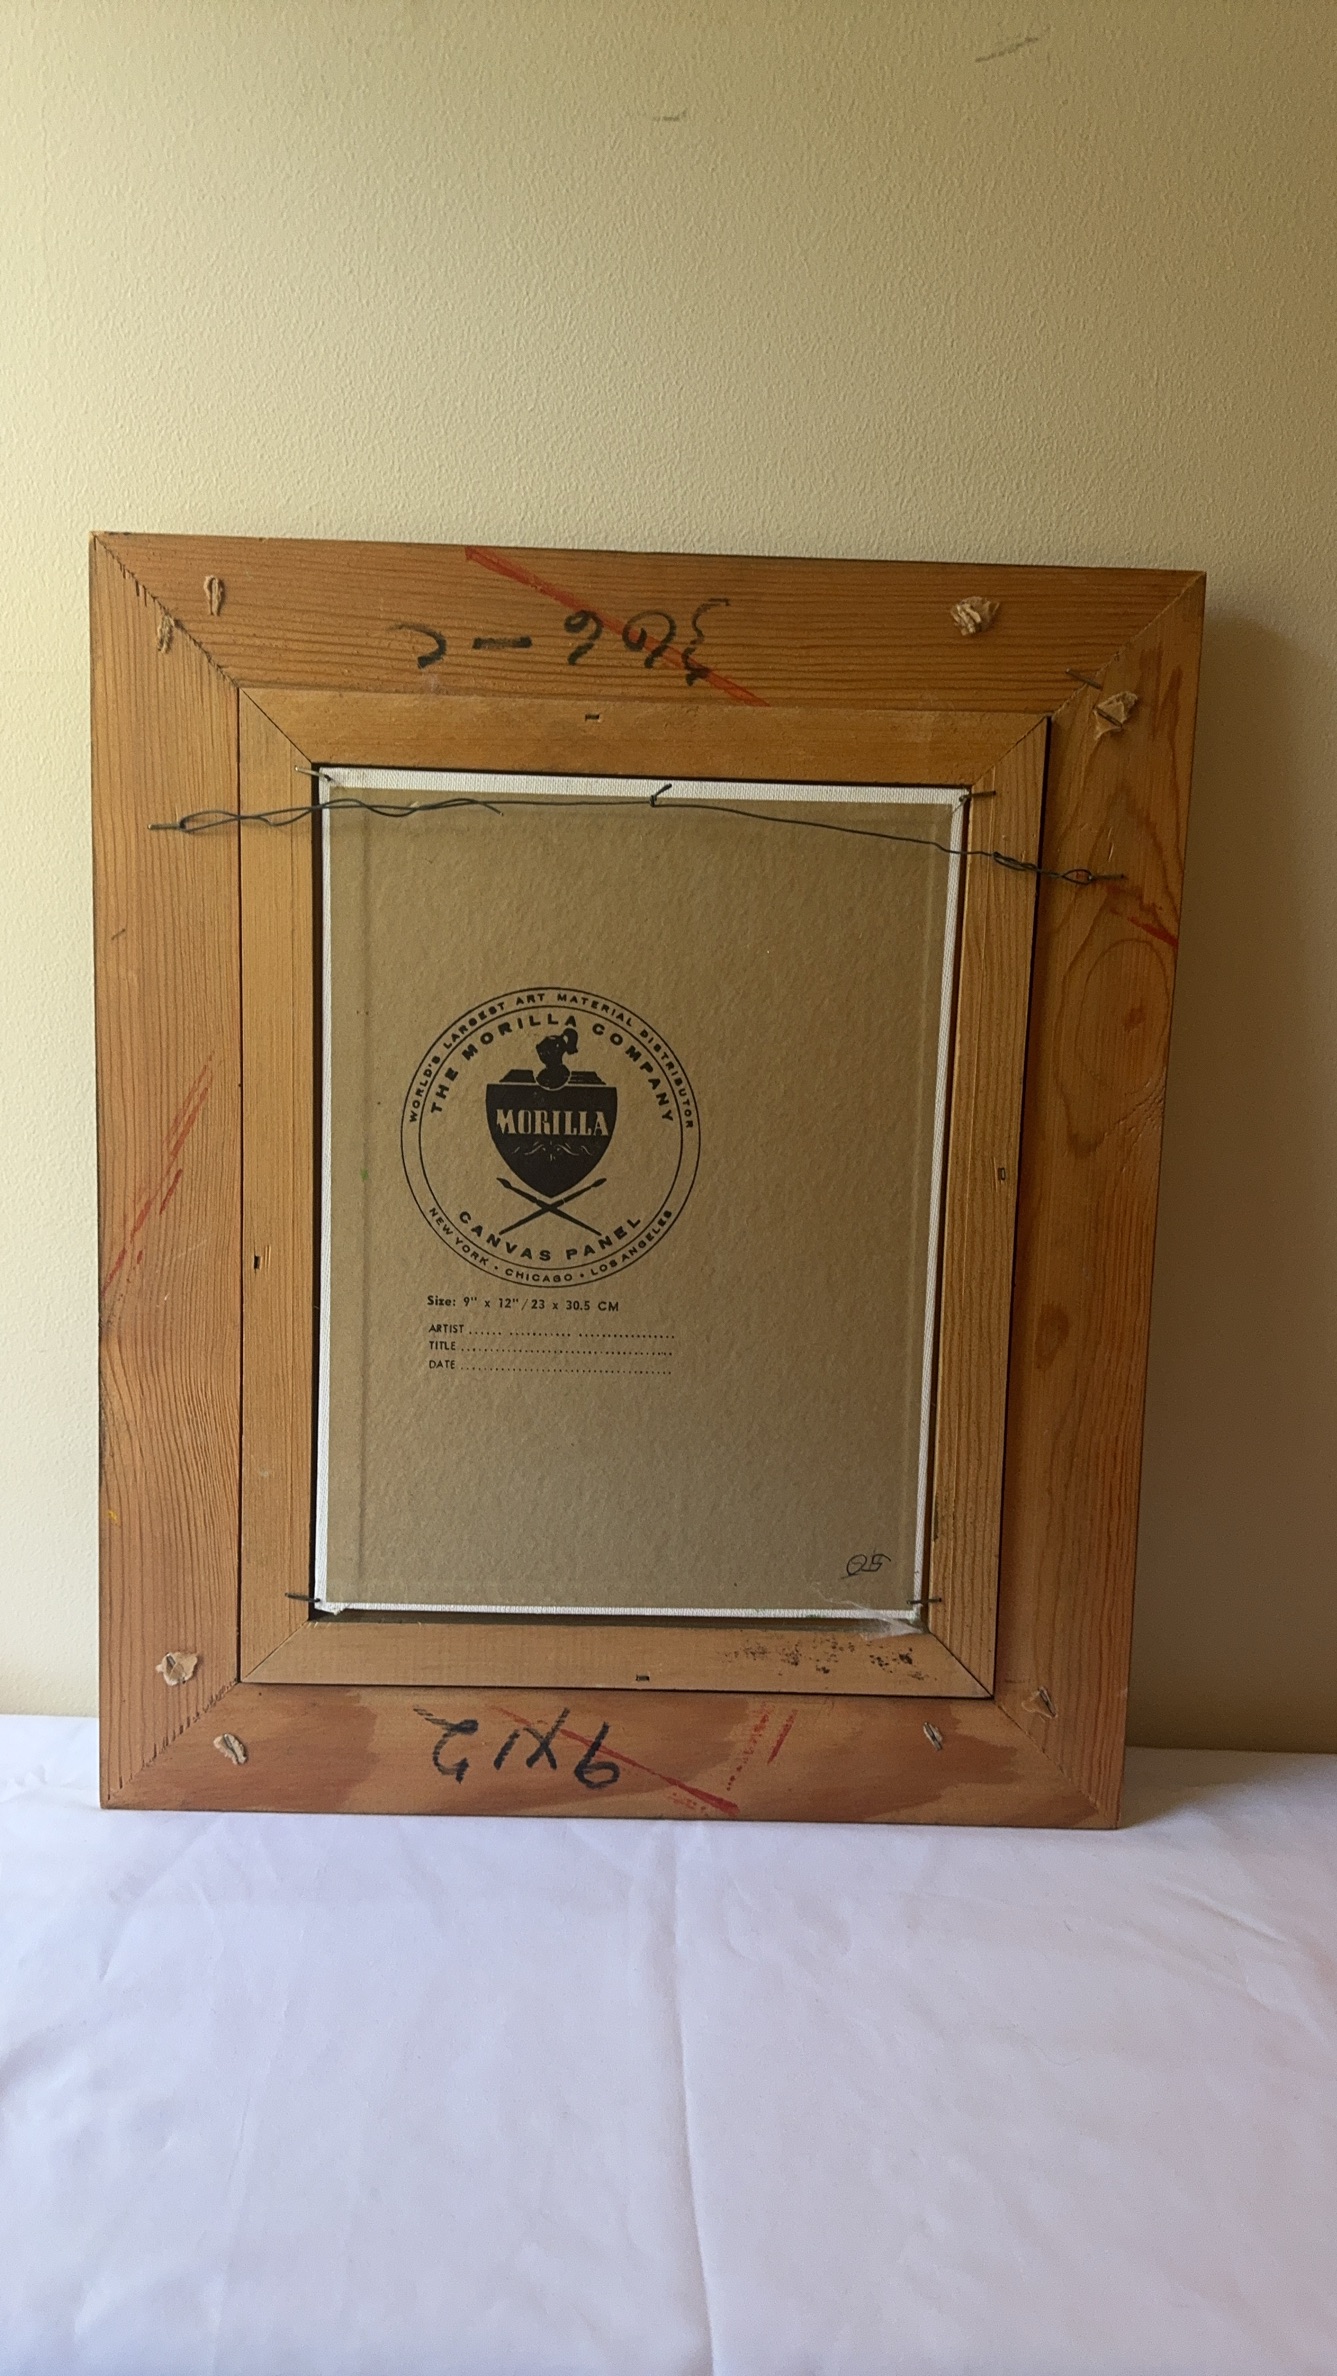 WORLD'S LARGEST ART MATERIAL DISTRIBUTOR
THE MORILLA COMPANY
MORILLA
CANVAS PANEL
NEW YORK • CHICAGO • LOS ANGELES
Size: 9" x 12"/23 x 30.5 CM
ARTIST
TITLE
DATE
9X12